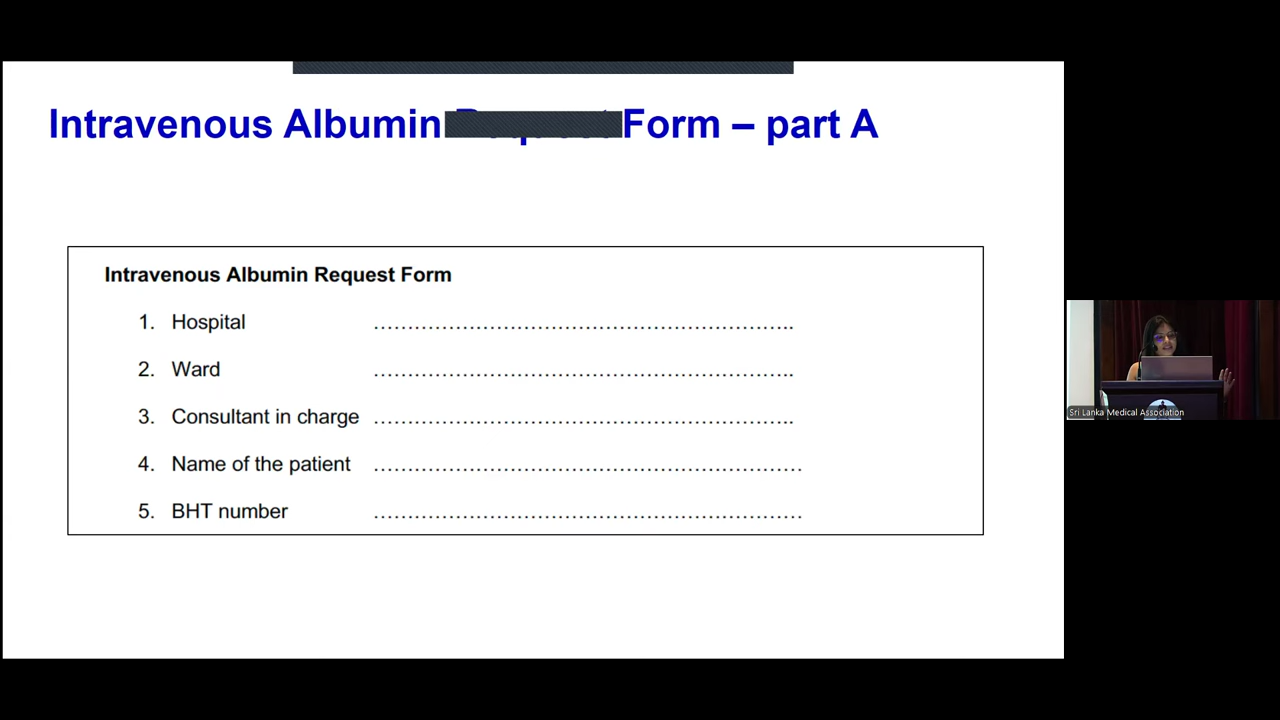 Intravenous Albumin Request Form – part A
Intravenous Albumin Request Form
1. Hospital ……………………………………………………..
2. Ward ……………………………………………………..
3. Consultant in charge ……………………………………………………..
4. Name of the patient ………………………………………………………
5. BHT number ………………………………………………………
Sri Lanka Medical Association